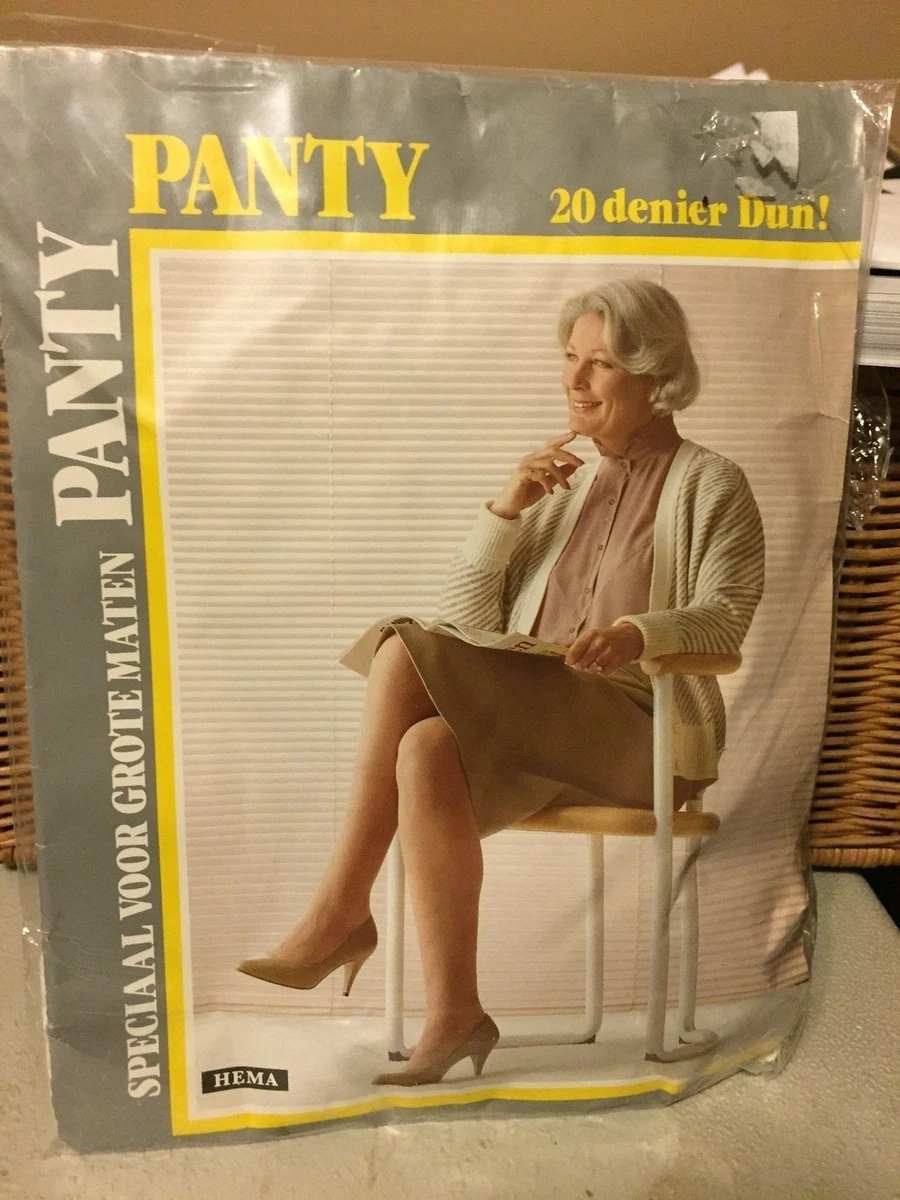 PANTY
20 denier Dun!
SPECIAAL VOOR GROTE MATEN PANTY
HEMA